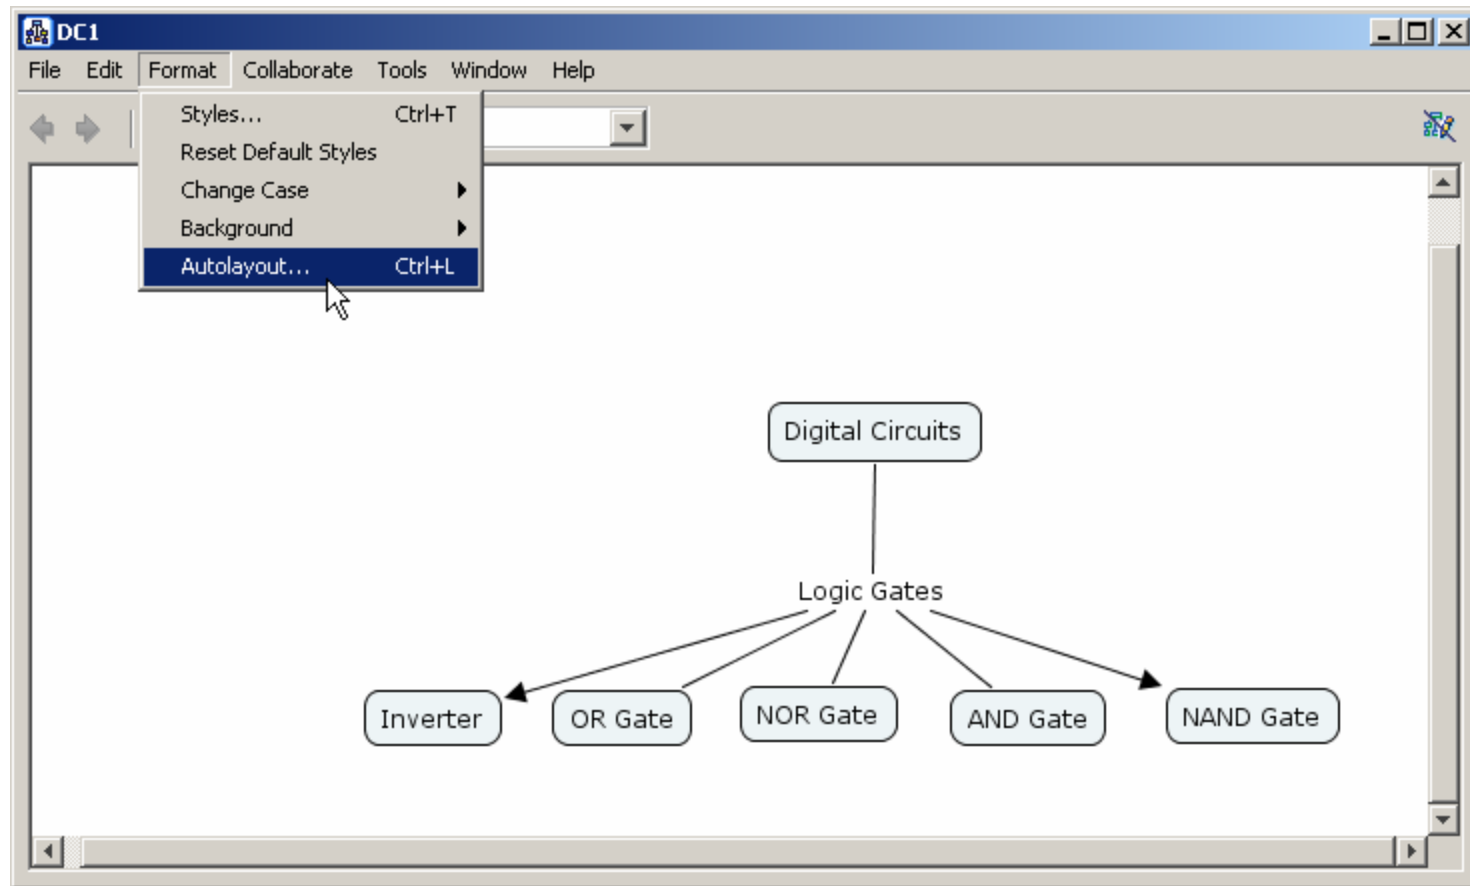 DC1
File Edit Format Collaborate Tools Window Help
Styles... Ctrl+T
Reset Default Styles
Change Case
Background
Autolayout... Ctrl+L
Digital Circuits
Logic Gates
Inverter OR Gate NOR Gate AND Gate NAND Gate